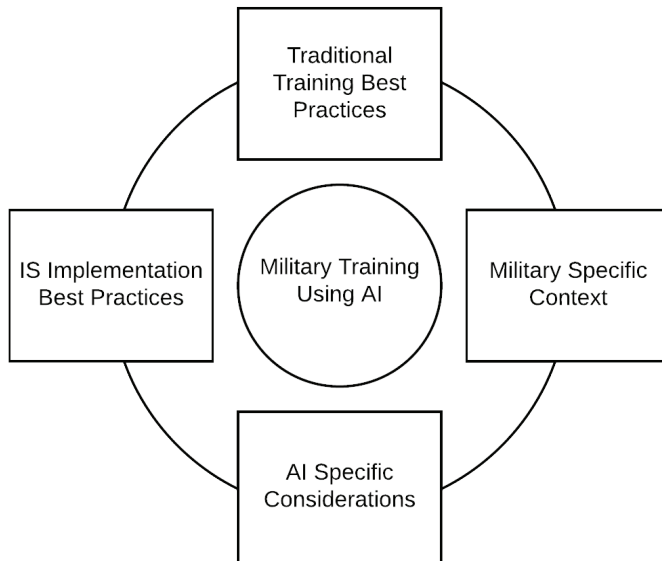 Traditional
Training Best
Practices
IS Implementation
Best Practices
Military Training
Using AI
Military Specific
Context
AI Specific
Considerations